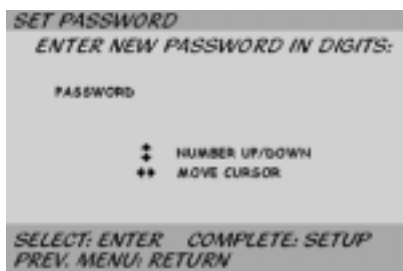 SET PASSWORD
ENTER NEW PASSWORD IN DIGITS:
PASSWORD
NUMBER UP/DOWN
MOVE CURSOR
SELECT: ENTER COMPLETE: SETUP
PREV. MENU: RETURN